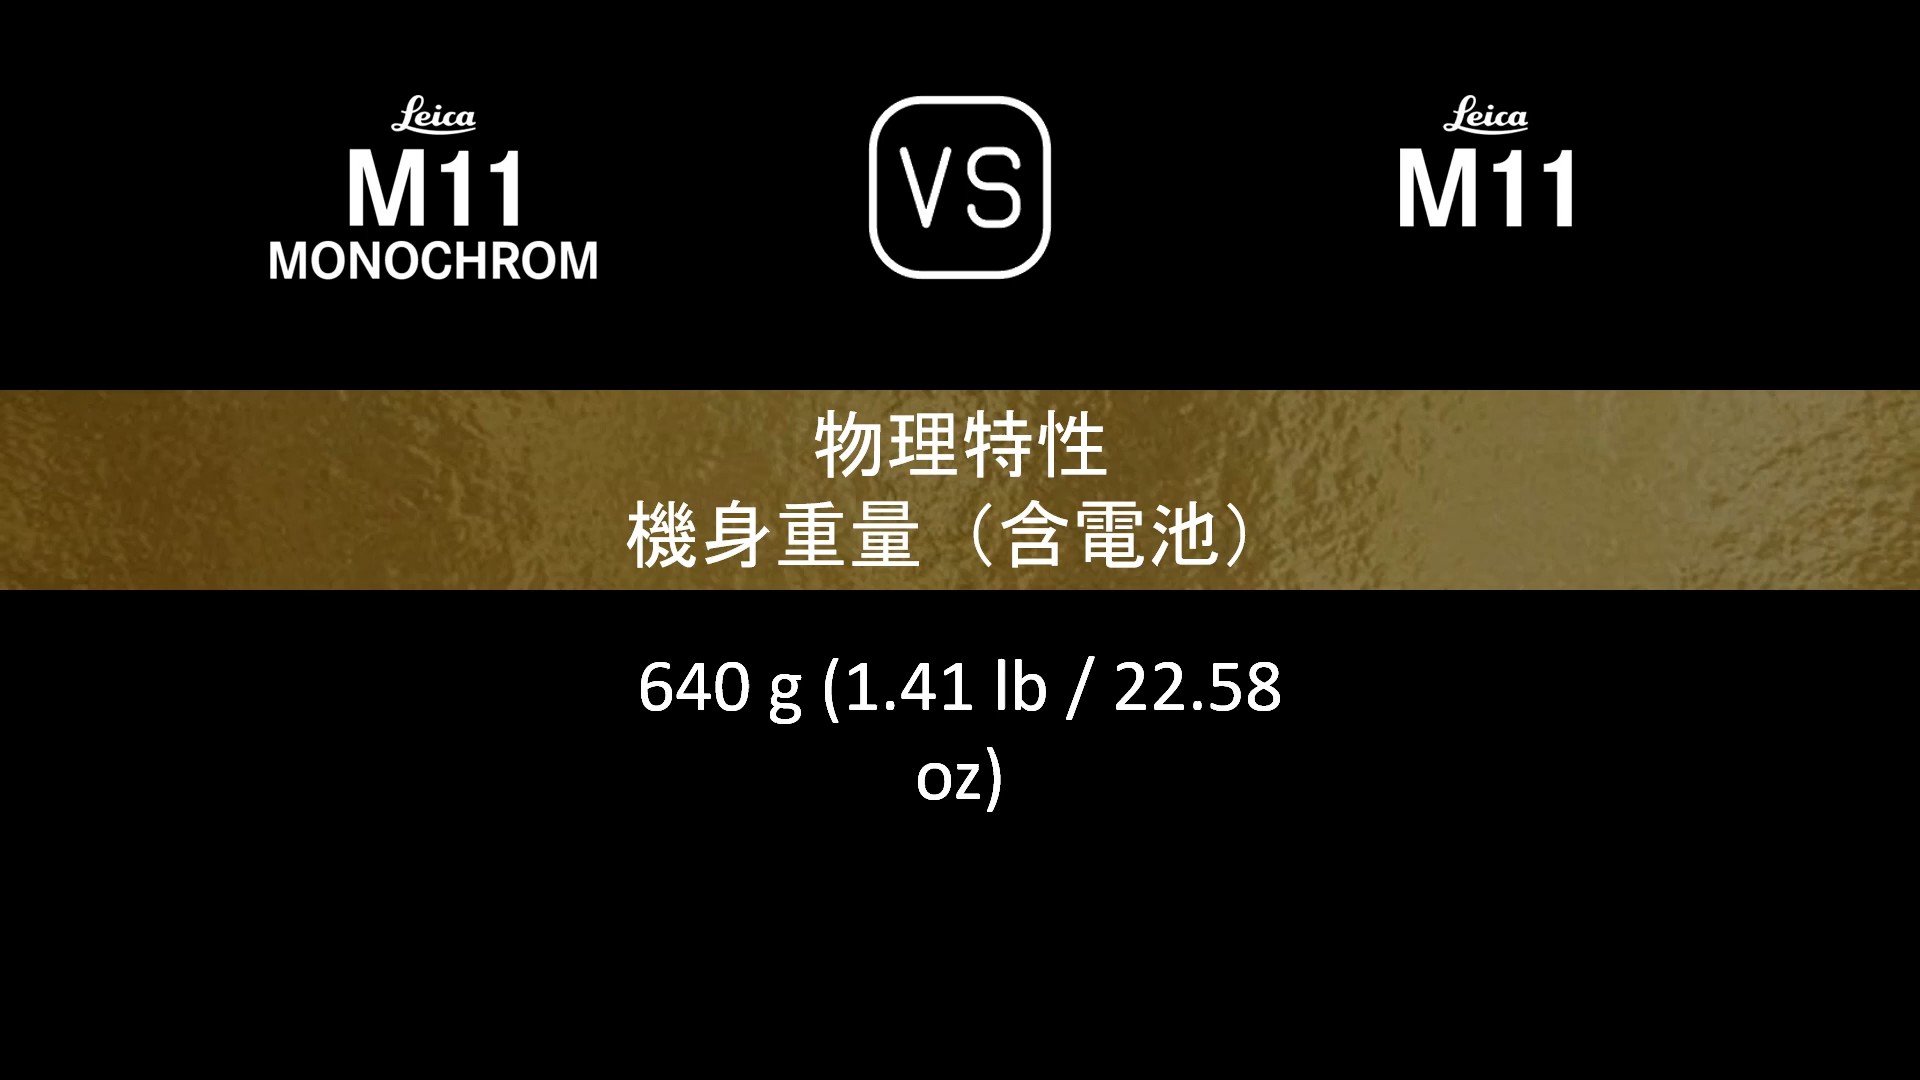 Leica
M11
MONOCHROM
VS
Leica
M11
物理特性
機身重量（含電池）
640 g (1.41 lb / 22.58
oz)